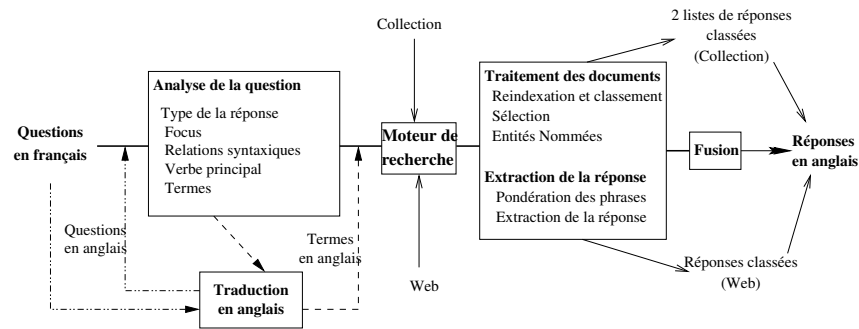 Questions
en français
Analyse de la question
Type de la réponse
Focus
Relations syntaxiques
Verbe principal
Termes
Questions
en anglais
Traduction
en anglais
Termes
en anglais
Collection
Moteur de
recherche
Web
Traitement des documents
Reindexation et classement
Sélection
Entités Nommées
Extraction de la réponse
Pondération des phrases
Extraction de la réponse
2 listes de réponses
classées
(Collection)
Fusion
Réponses
en anglais
Réponses classées
(Web)